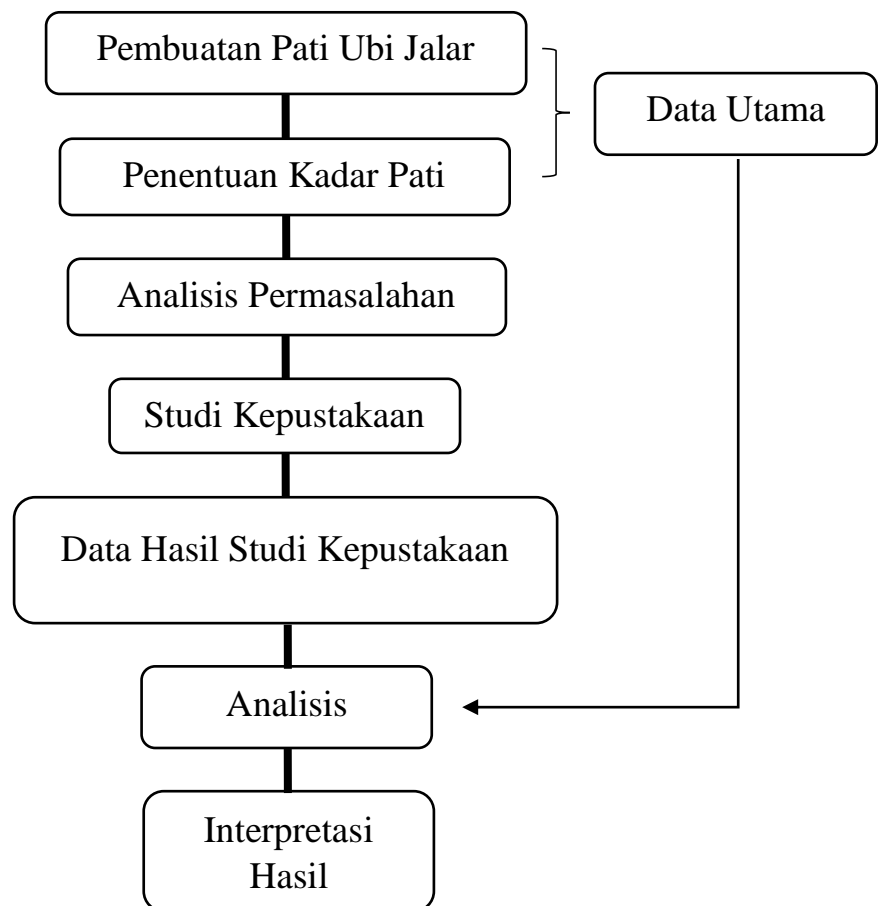 Pembuatan Pati Ubi Jalar
Data Utama
Penentuan Kadar Pati
Analisis Permasalahan
Studi Kepustakaan
Data Hasil Studi Kepustakaan
Analisis
Interpretasi
Hasil